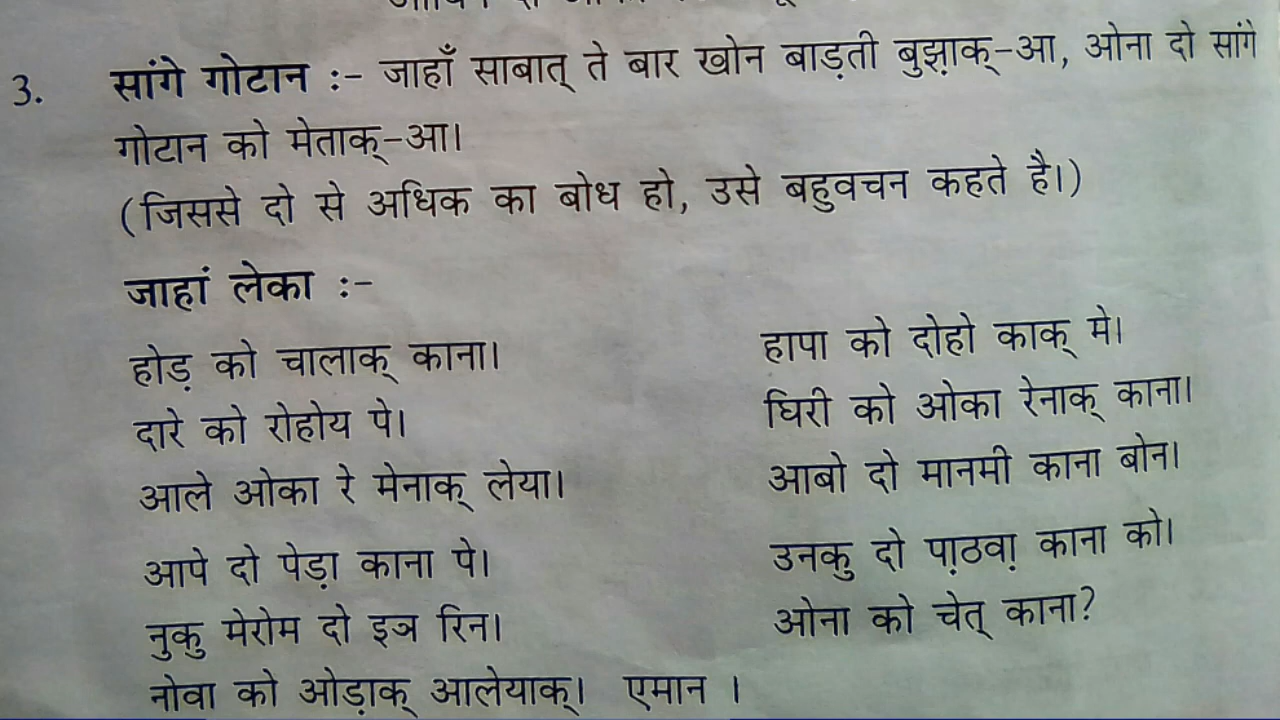 3. सांगे गोटान :- जाहाँ साबात् ते बार खोन बाड़ती बुझा़क्-आ, ओना दो सांगे
गोटान को मेताक्-आ।
(जिससे दो से अधिक का बोध हो, उसे बहुवचन कहते है।)
जाहां लेका :-
होड़ को चालाक् काना।
हापा को दोहो काक् मे।
दारे को रोहोय पे।
घिरी को ओका रेनाक् काना।
आले ओका रे मेनाक् लेया।
आबो दो मानमी काना बोन।
आपे दो पेड़ा़ काना पे।
उनकु दो पा़ठवा़ काना को।
नुकु मेरोम दो इञ रिन।
ओना को चेत् काना?
नोवा को ओड़ाक् आलेयाक्। एमान ।